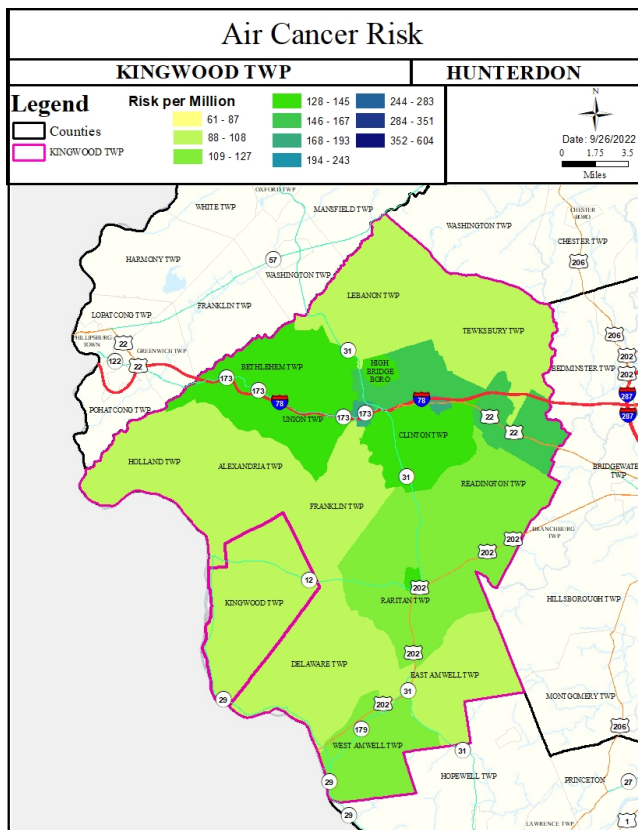 Air Cancer Risk
KINGWOOD TWP
HUNTERDON
Legend
Counties
KINGWOOD TWP
Risk per Million
61 - 87
88 - 108
109 - 127
128 - 145
146 - 167
168 - 193
194 - 243
244 - 283
284 - 351
352 - 604
N
Date: 9/26/2022
0 1.75 3.5
Miles
OXFORD TWP
WHITE TWP
MANSFIELD TWP
WASHINGTON TWP
CHESTER
BORO
CHESTER TWP
206
HARMONY TWP
57
WASHINGTON TWP
LEBANON TWP
FRANKLIN TWP
LOPATCONG TWP
TEWKSBURY TWP
22
PHILLIPSBURG
TOWN
GREENWICH TWP
122
22
31
206
202
202
BEDMINSTER TWP
BETHLEHEM TWP
HIGH
BRIDGE
BORO
173
173
78
78
287
287
POHATCONG TWP
UNION TWP
173
173
22
22
CLINTON TWP
HOLLAND TWP
ALEXANDRIA TWP
31
READINGTON TWP
BRIDGEWATER
TWP
FRANKLIN TWP
BRANCHBURG
TWP
202
202
12
202
KINGWOOD TWP
RARITAN TWP
HILLSBOROUGH TWP
202
DELAWARE TWP
EAST AMWELL TWP
31
29
202
MONTGOMERY TWP
206
179
WEST AMWELL TWP
31
29
HOPEWELL TWP
PRINCETON
27
29
LAWRENCE TWP
1